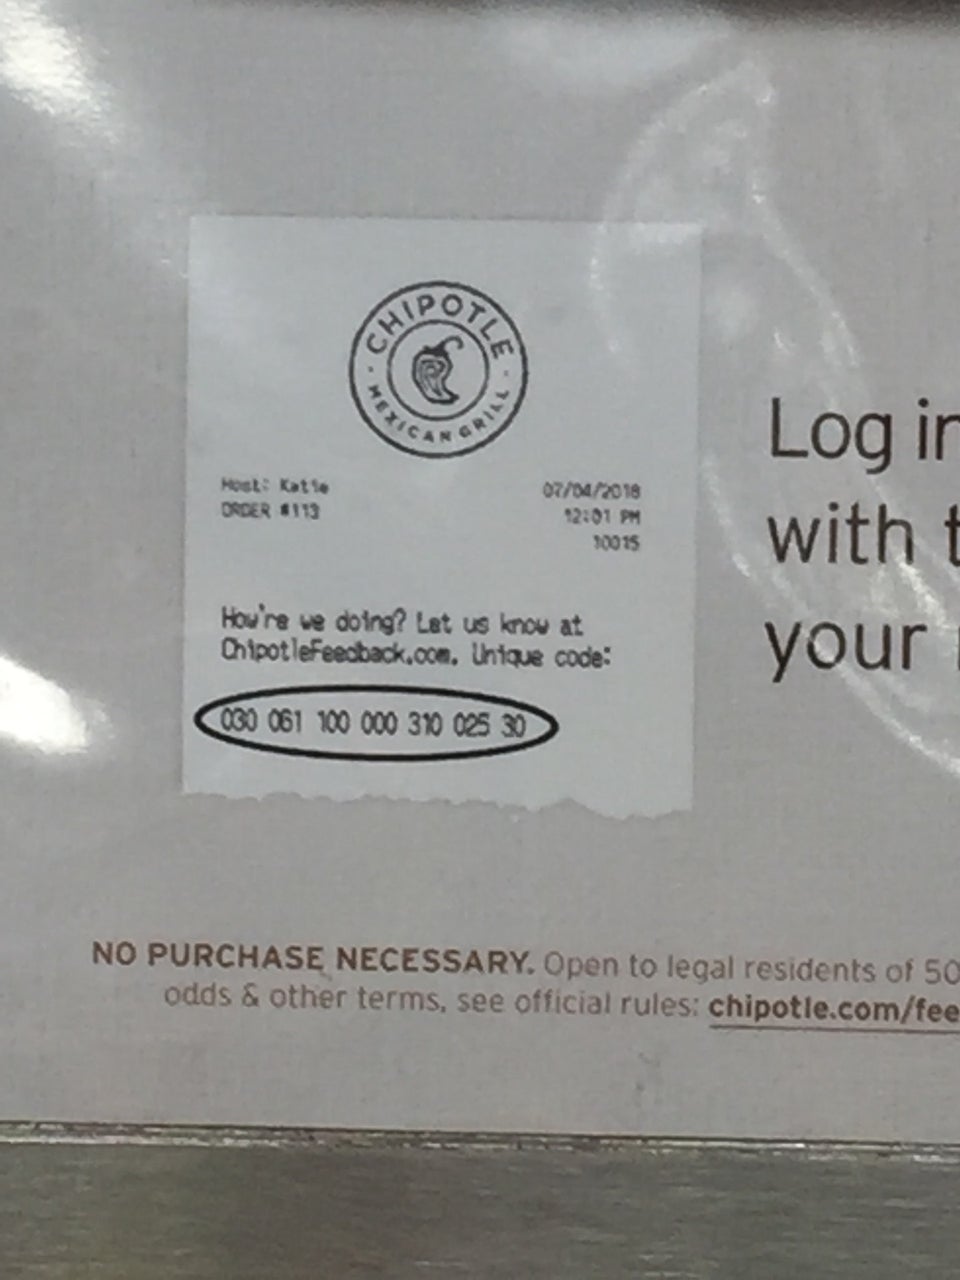 CHIPOTLE
MEXICAN GRILL
Host: Katie
ORDER #113
07/04/2018
12:01 PM
10015
How're we doing? Let us know at
ChipotleFeedback.com. Unique code:
030 061 100 000 310 025 30
Log in
with t
your
NO PURCHASE NECESSARY. Open to legal residents of 50
odds & other terms, see official rules: chipotle.com/fee